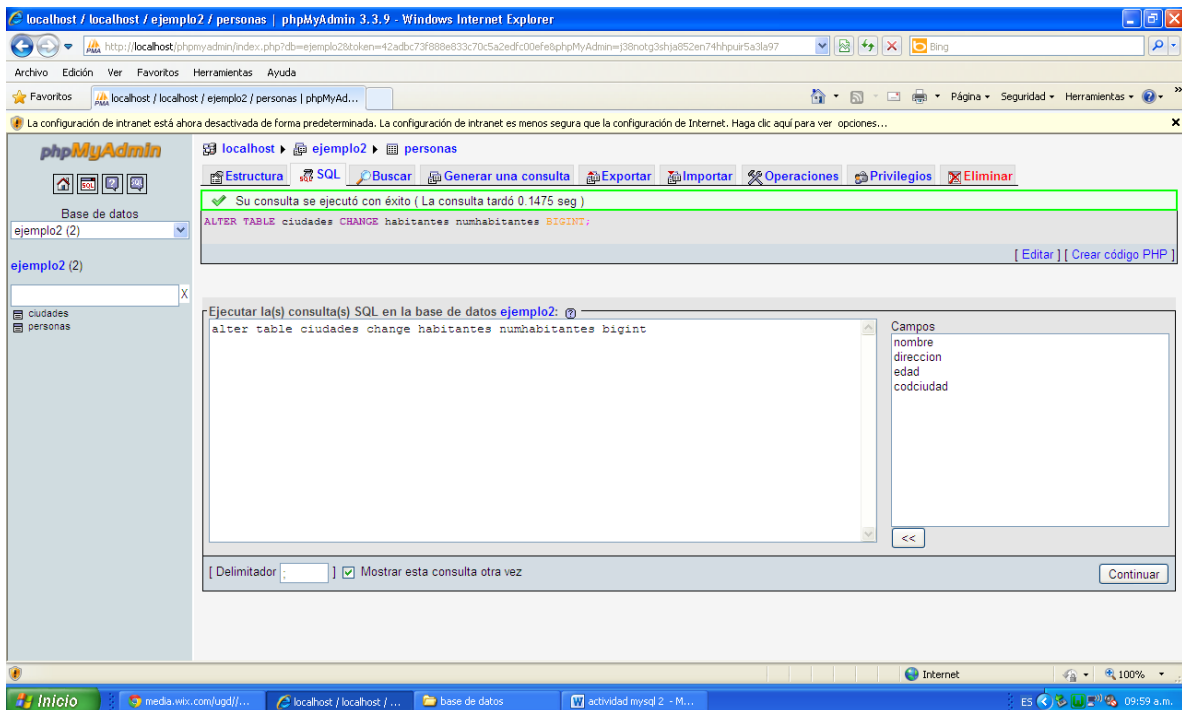 localhost / localhost / ejemplo2 / personas | phpMyAdmin 3.3.9 - Windows Internet Explorer
http://localhost/phpmyadmin/index.php?db=ejemplo2&token=42adbc73f888e833c70c5a2edfc00efe&phpMyAdmin=j38notg3shja852en74hhpuir5a3la97
Bing
Archivo Edición Ver Favoritos Herramientas Ayuda
Favoritos
localhost / localhost / ejemplo2 / personas | phpMyAd...
Página Seguridad Herramientas
La configuración de intranet está ahora desactivada de forma predeterminada. La configuración de intranet es menos segura que la configuración de Internet. Haga clic aquí para ver opciones...
phpMyAdmin
Base de datos
ejemplo2 (2)
ejemplo2 (2)
X
ciudades
personas
localhost ejemplo2 personas
Estructura SQL Buscar Generar una consulta Exportar Importar Operaciones Privilegios Eliminar
Su consulta se ejecutó con éxito ( La consulta tardó 0.1475 seg )
ALTER TABLE ciudades CHANGE habitantes numhabitantes BIGINT;
[ Editar ] [ Crear código PHP ]
Ejecutar la(s) consulta(s) SQL en la base de datos ejemplo2:
alter table ciudades change habitantes numhabitantes bigint
Campos
nombre
direccion
edad
codciudad
<<
[ Delimitador ; ] Mostrar esta consulta otra vez
Continuar
Internet 100%
Inicio media.wix.com/ugd//... localhost / localhost / ... base de datos actividad mysql 2 - M... ES 09:59 a.m.